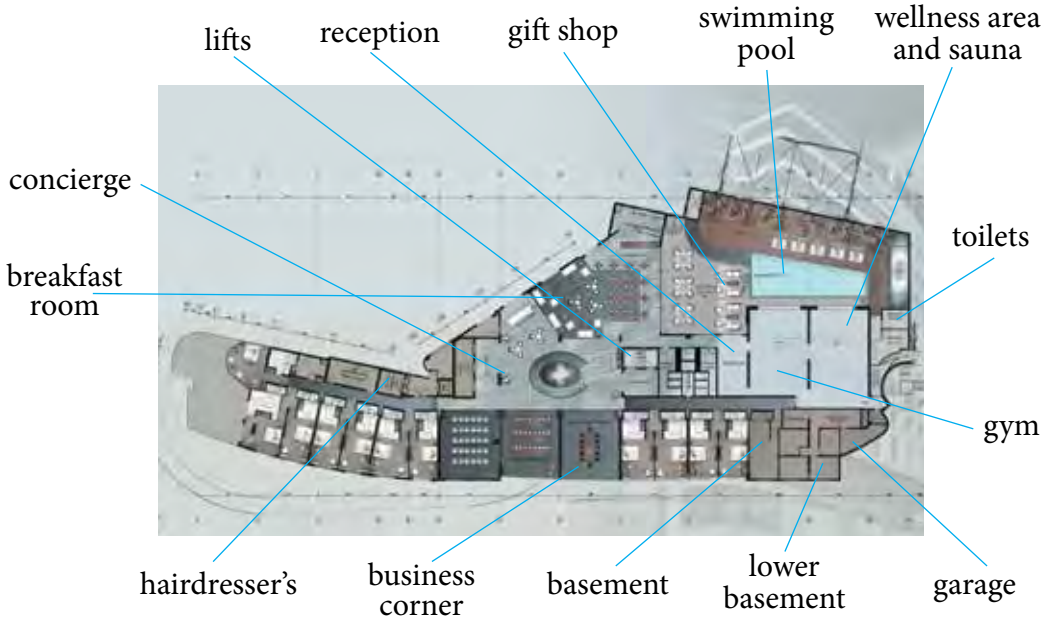 lifts
reception
gift shop
swimming
pool
wellness area
and sauna
concierge
breakfast
room
toilets
gym
hairdresser's
business
corner
basement
lower
basement
garage